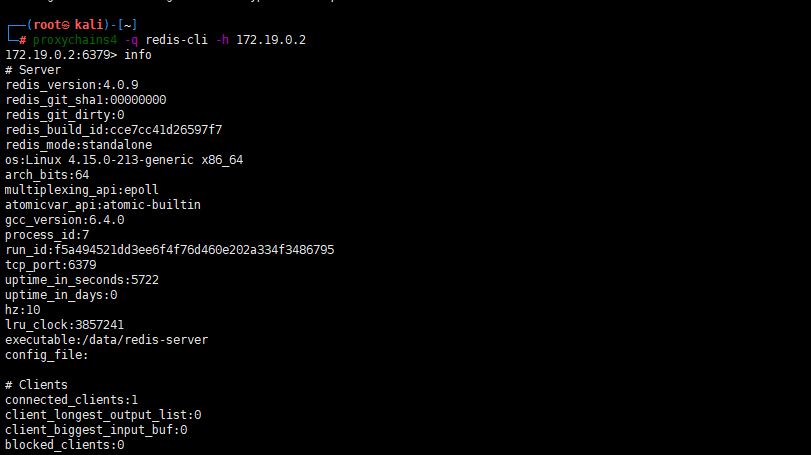 ┌──(root㉿kali)-[~]
└─# proxychains4 -q redis-cli -h 172.19.0.2
172.19.0.2:6379> info
# Server
redis_version:4.0.9
redis_git_sha1:00000000
redis_git_dirty:0
redis_build_id:cce7cc41d26597f7
redis_mode:standalone
os:Linux 4.15.0-213-generic x86_64
arch_bits:64
multiplexing_api:epoll
atomicvar_api:atomic-builtin
gcc_version:6.4.0
process_id:7
run_id:f5a494521dd3ee6f4f76d460e202a334f3486795
tcp_port:6379
uptime_in_seconds:5722
uptime_in_days:0
hz:10
lru_clock:3857241
executable:/data/redis-server
config_file:

# Clients
connected_clients:1
client_longest_output_list:0
client_biggest_input_buf:0
blocked_clients:0